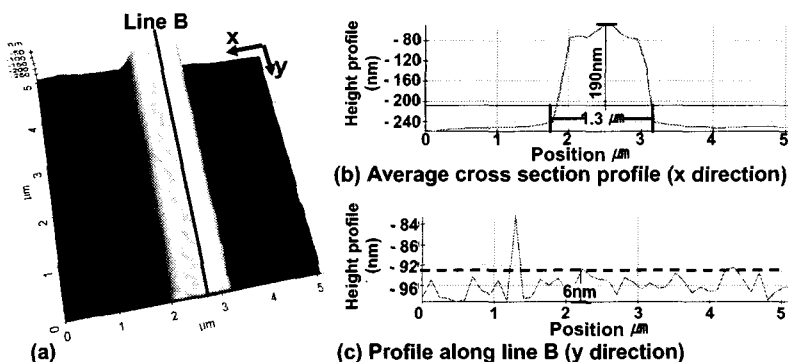 Line B
x
y
5
4
3
2
1
0
μm
0
1
2
3
4
5
μm
(a)
Height profile
(nm)
- 80
- 120
- 160
- 200
- 240
190nm
1.3 ㎛
0
1
2
3
4
5
Position ㎛
(b) Average cross section profile (x direction)
Height profile
(nm)
- 84
- 86
- 92
- 96
6nm
0
1
2
3
4
5
Position ㎛
(c) Profile along line B (y direction)